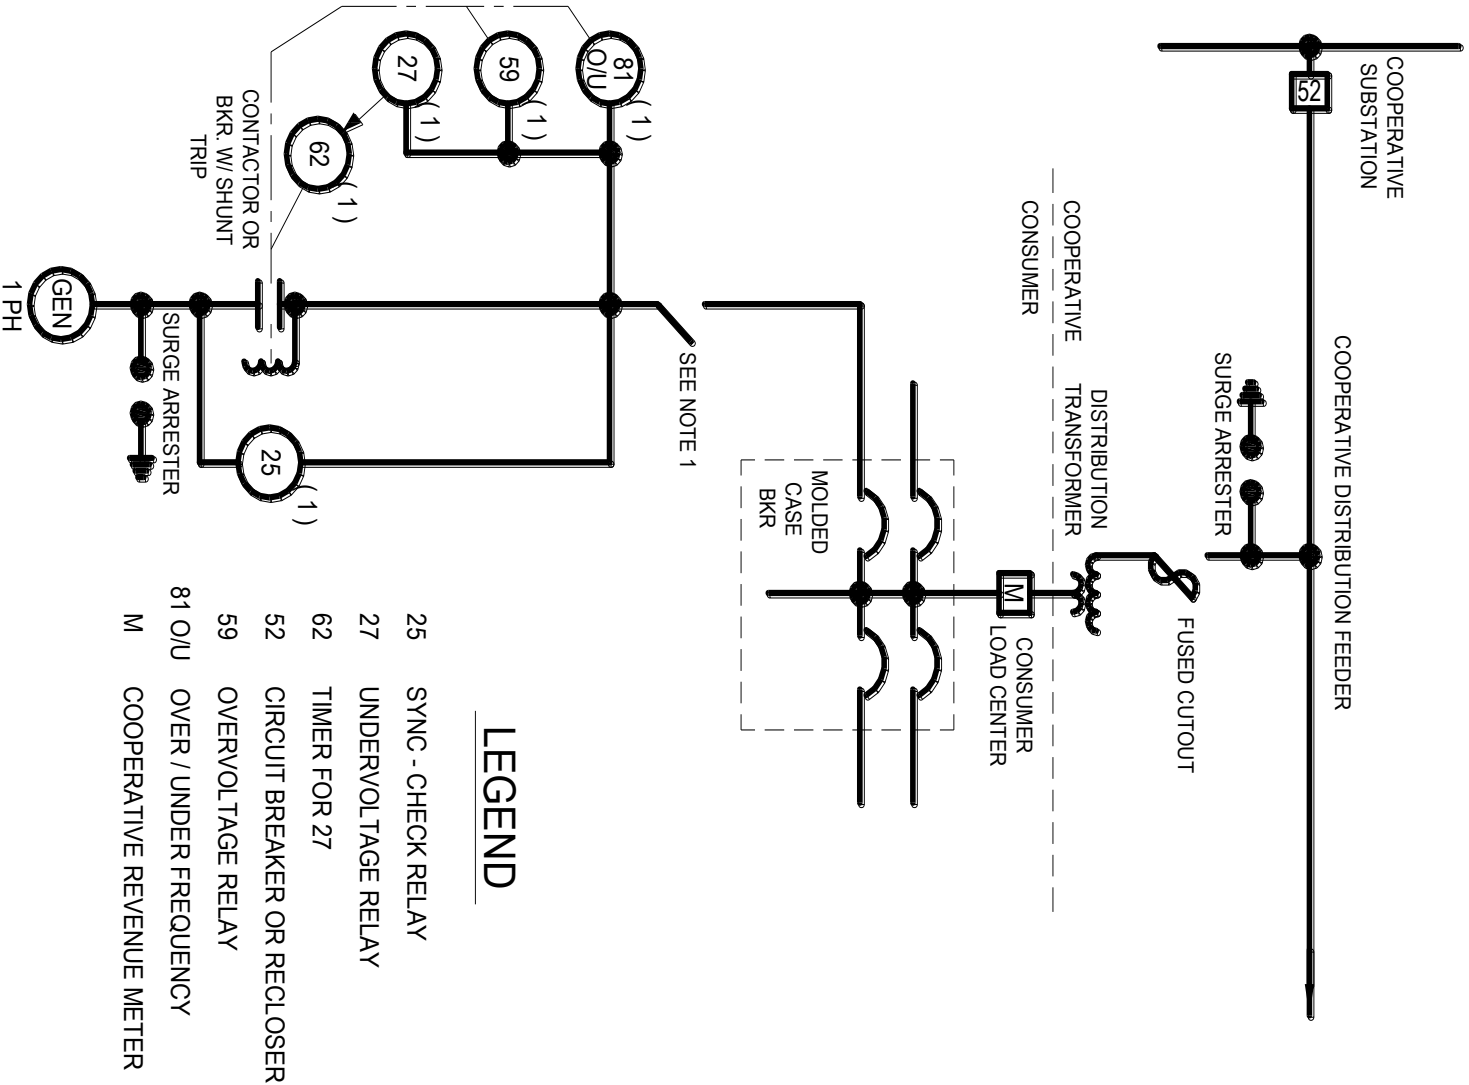 COOPERATIVE
SUBSTATION
52
COOPERATIVE DISTRIBUTION FEEDER
SURGE ARRESTER
FUSED CUTOUT
DISTRIBUTION
TRANSFORMER
COOPERATIVE
CONSUMER
M
CONSUMER
LOAD CENTER
MOLDED
CASE
BKR
SEE NOTE 1
81
O/U
(1)
59
(1)
27
(1)
62
(1)
CONTACTOR OR
BKR. W/ SHUNT
TRIP
25
(1)
SURGE ARRESTER
GEN
1 PH
LEGEND
25 SYNC - CHECK RELAY
27 UNDERVOLTAGE RELAY
62 TIMER FOR 27
52 CIRCUIT BREAKER OR RECLOSER
59 OVERVOLTAGE RELAY
81 O/U OVER / UNDER FREQUENCY
M COOPERATIVE REVENUE METER